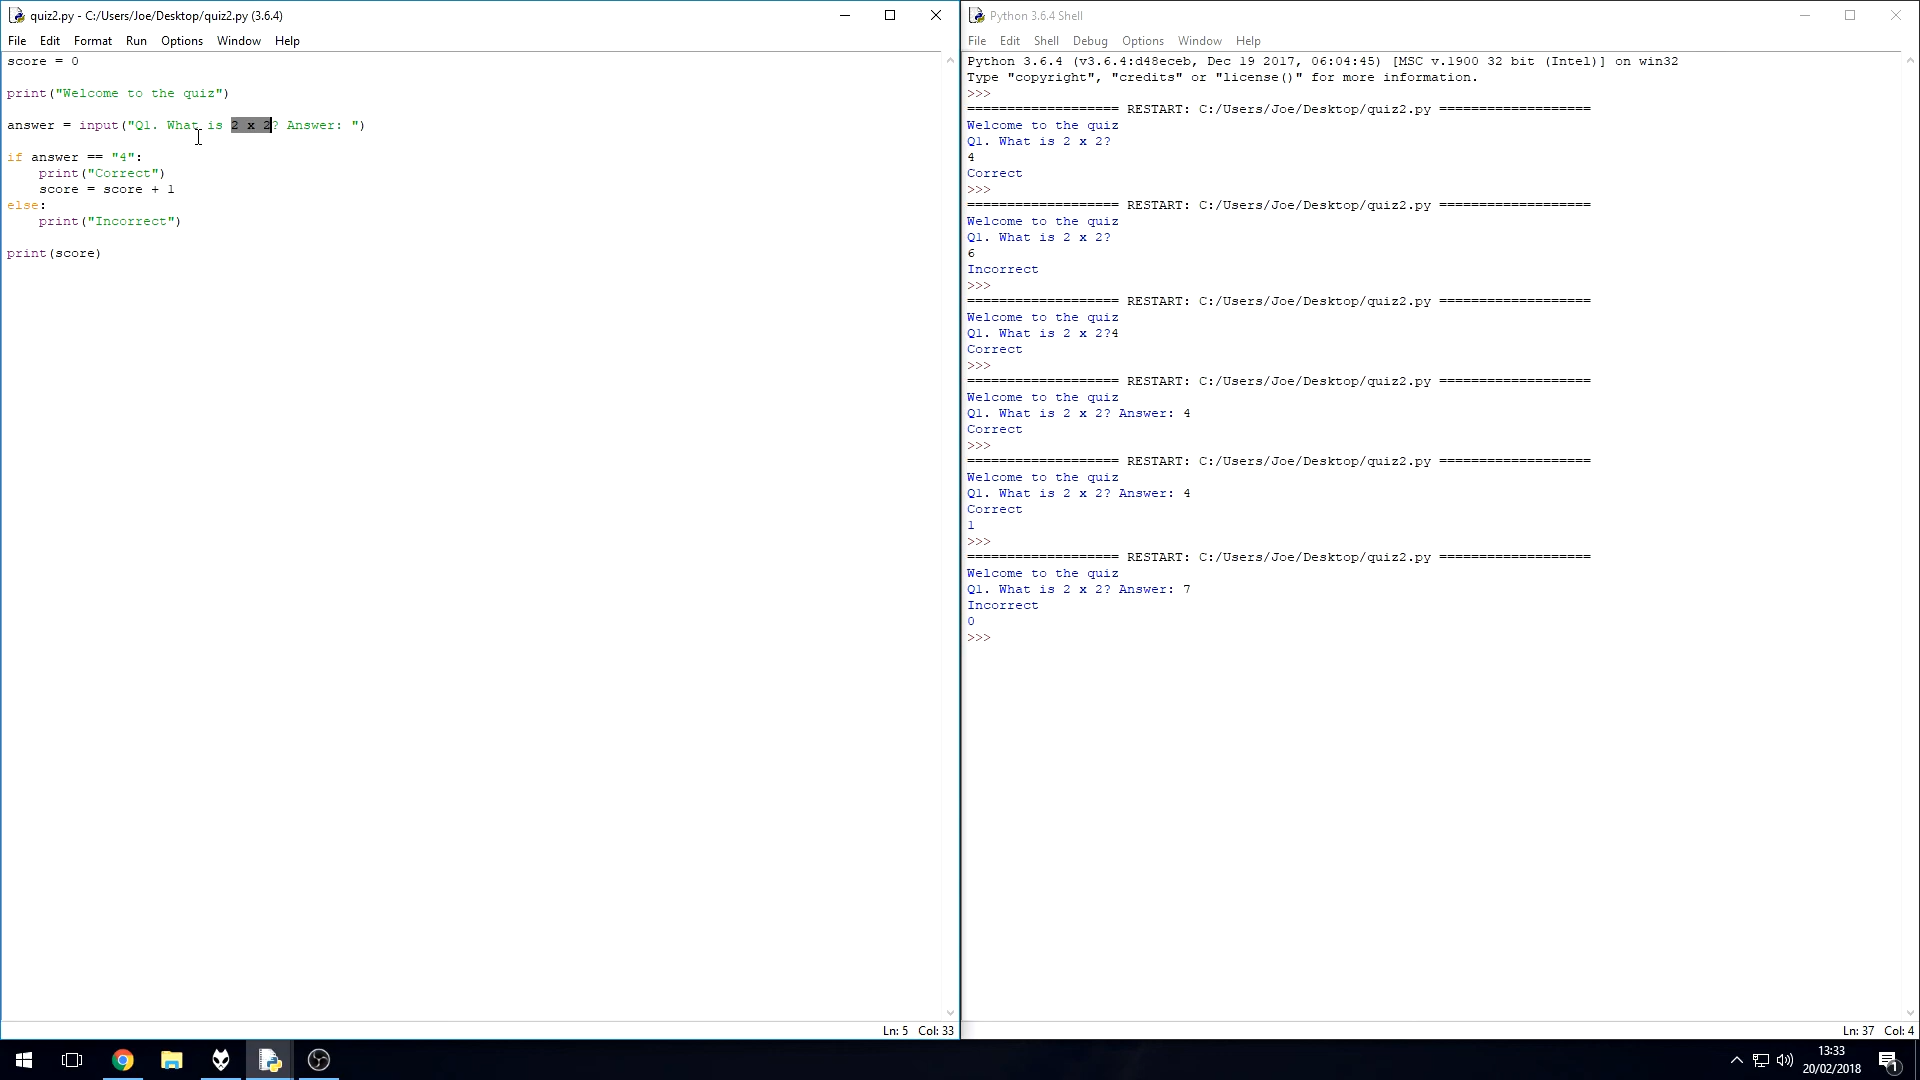 quiz2.py - C:/Users/Joe/Desktop/quiz2.py (3.6.4)
File Edit Format Run Options Window Help
score = 0
print("Welcome to the quiz")
answer = input("Q1. What is 2 x 2? Answer: ")
if answer == "4":
    print("Correct")
    score = score + 1
else:
    print("Incorrect")
print(score)
Ln: 5 Col: 33
Python 3.6.4 Shell
File Edit Shell Debug Options Window Help
Python 3.6.4 (v3.6.4:d48eceb, Dec 19 2017, 06:04:45) [MSC v.1900 32 bit (Intel)] on win32
Type "copyright", "credits" or "license()" for more information.
>>>
=================== RESTART: C:/Users/Joe/Desktop/quiz2.py ===================
Welcome to the quiz
Q1. What is 2 x 2?
4
Correct
>>>
=================== RESTART: C:/Users/Joe/Desktop/quiz2.py ===================
Welcome to the quiz
Q1. What is 2 x 2?
6
Incorrect
>>>
=================== RESTART: C:/Users/Joe/Desktop/quiz2.py ===================
Welcome to the quiz
Q1. What is 2 x 2?4
Correct
>>>
=================== RESTART: C:/Users/Joe/Desktop/quiz2.py ===================
Welcome to the quiz
Q1. What is 2 x 2? Answer: 4
Correct
>>>
=================== RESTART: C:/Users/Joe/Desktop/quiz2.py ===================
Welcome to the quiz
Q1. What is 2 x 2? Answer: 4
Correct
1
>>>
=================== RESTART: C:/Users/Joe/Desktop/quiz2.py ===================
Welcome to the quiz
Q1. What is 2 x 2? Answer: 7
Incorrect
0
>>>
Ln: 37 Col: 4
13:33
20/02/2018
1